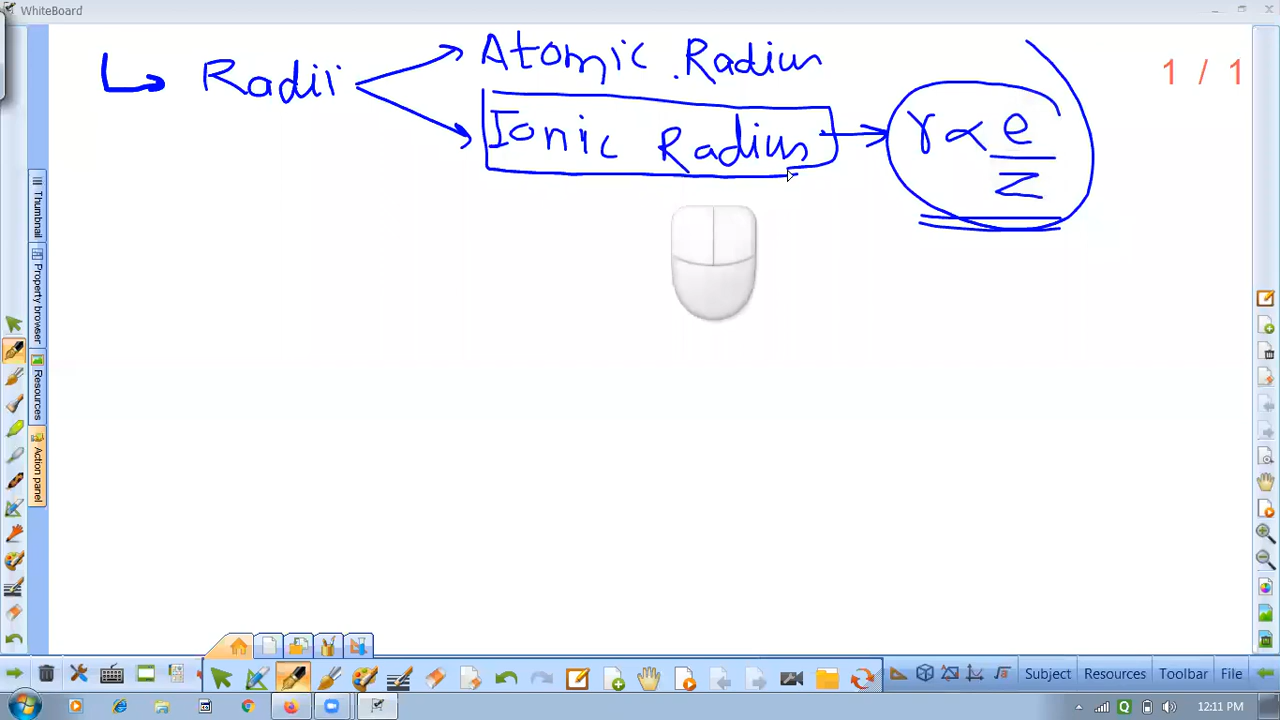 WhiteBoard
Radii
Atomic Radius
Ionic Radius
r ∝ e/Z
1 / 1
Thumbnail
Property browser
Resources
Action panel
Subject
Resources
Toolbar
File
12:11 PM